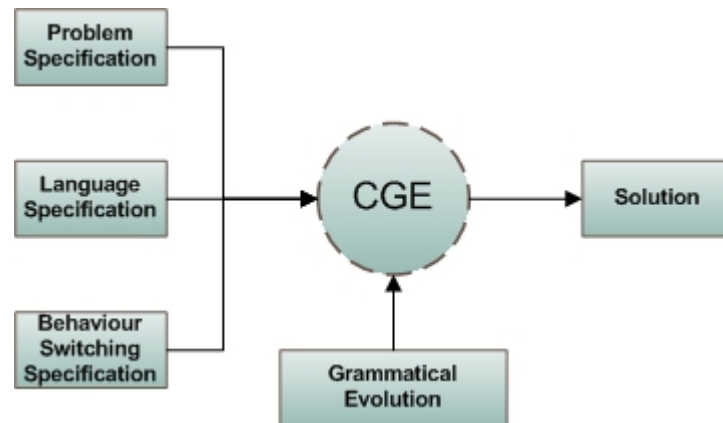 Problem
Specification
Language
Specification
CGE
Solution
Behaviour
Switching
Specification
Grammatical
Evolution